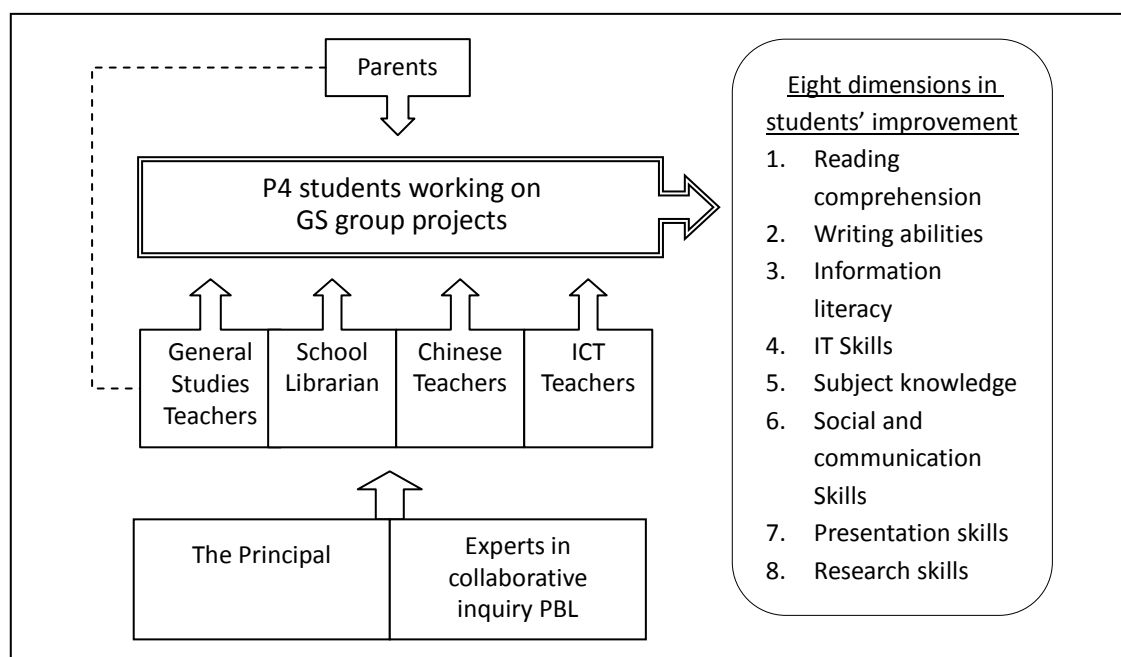 Parents
P4 students working on
GS group projects
General
Studies
Teachers
School
Librarian
Chinese
Teachers
ICT
Teachers
The Principal
Experts in
collaborative
inquiry PBL
Eight dimensions in
students’ improvement
1. Reading
comprehension
2. Writing abilities
3. Information
literacy
4. IT Skills
5. Subject knowledge
6. Social and
communication
Skills
7. Presentation skills
8. Research skills